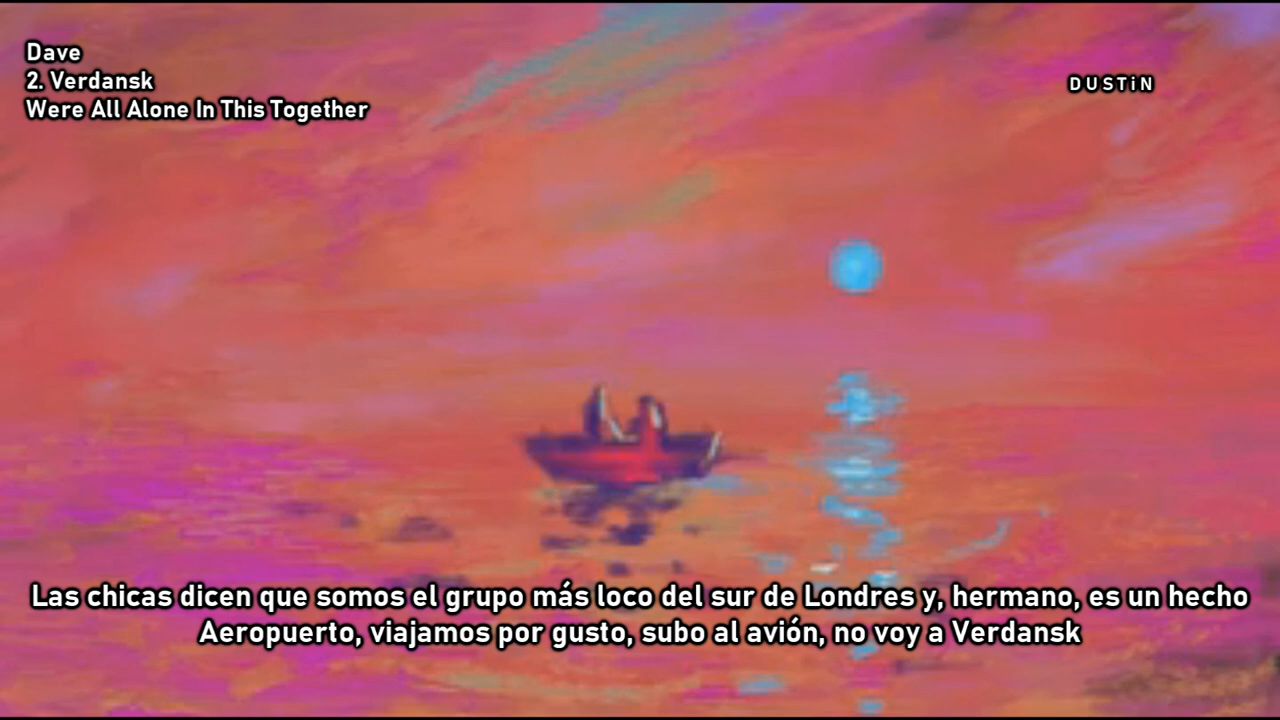 Dave
2. Verdansk
Were All Alone In This Together
DUSTiN
Las chicas dicen que somos el grupo más loco del sur de Londres y, hermano, es un hecho
Aeropuerto, viajamos por gusto, subo al avión, no voy a Verdansk